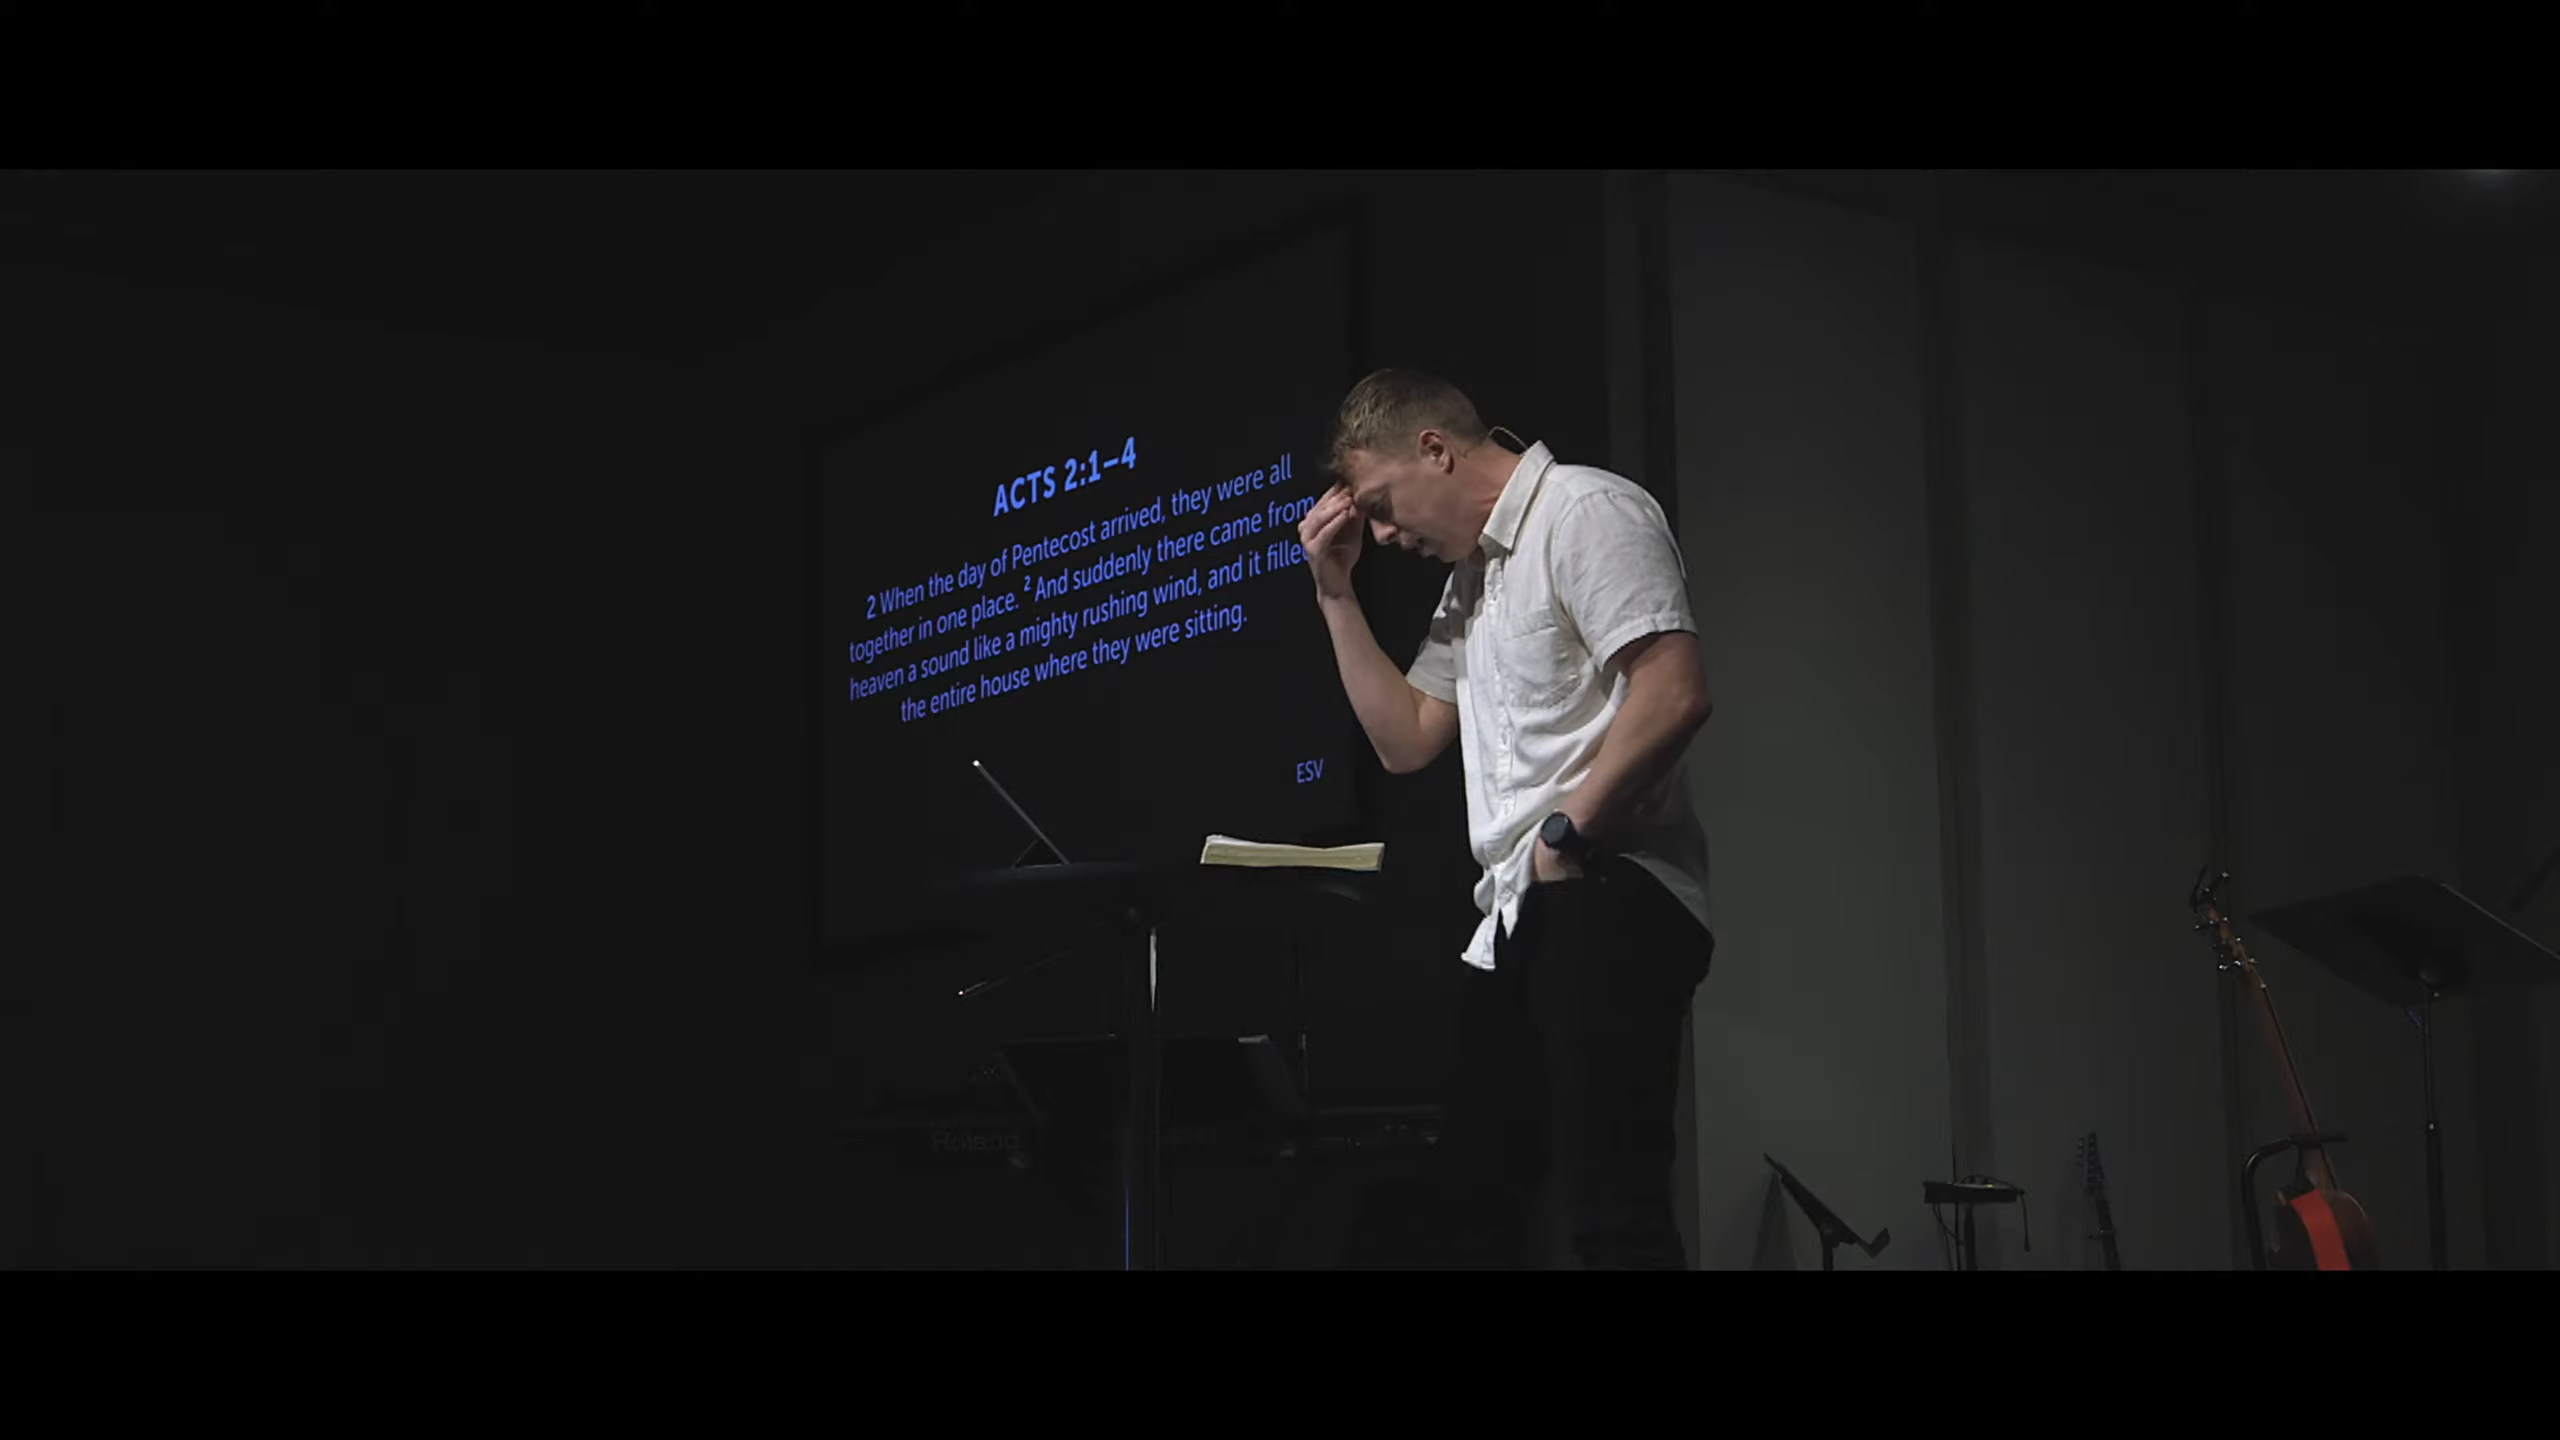 ACTS 2:1–4
2 When the day of Pentecost arrived, they were all
together in one place. ² And suddenly there came from
heaven a sound like a mighty rushing wind, and it filled
the entire house where they were sitting.
ESV
Roland